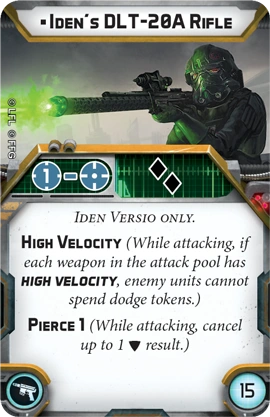 ▪ Iden's DLT-20A Rifle
© LFL © FFG
1 -
Iden Versio only.
High Velocity (While attacking, if
each weapon in the attack pool has
high velocity, enemy units cannot
spend dodge tokens.)
Pierce 1 (While attacking, cancel
up to 1 result.)
15